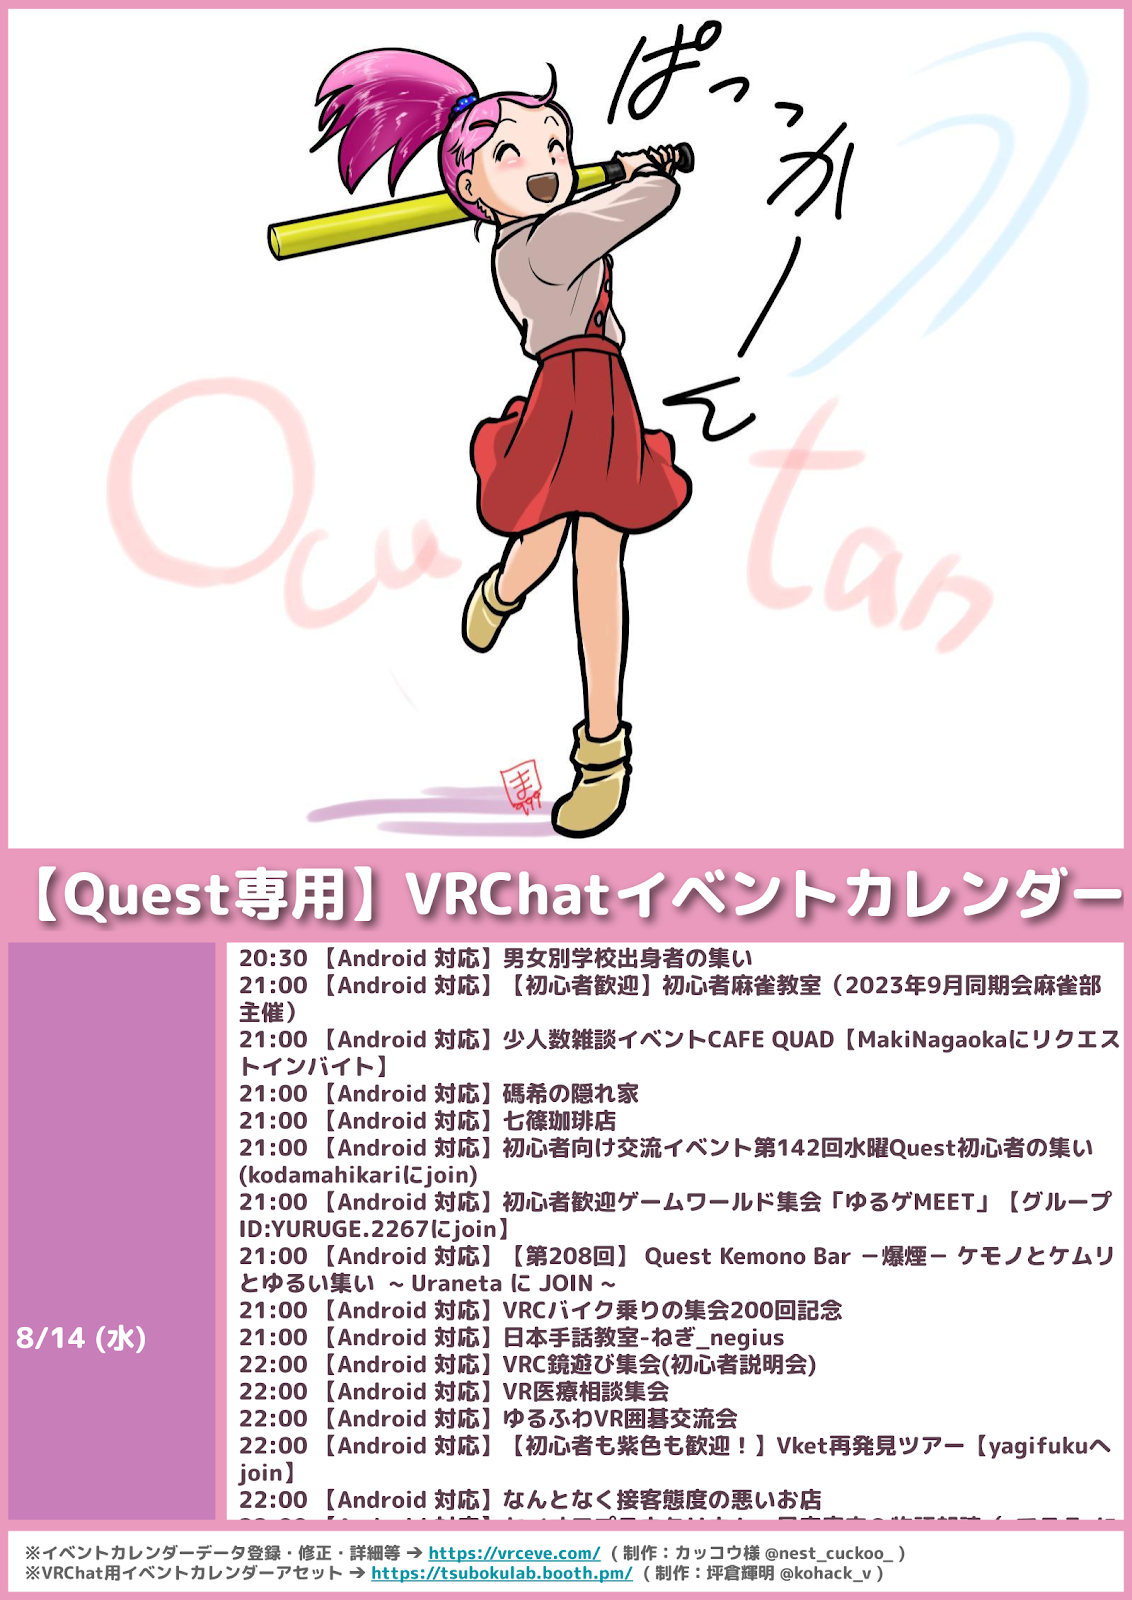 ぱっっかーん
Ocu tan
ま
999
【Quest専用】VRChatイベントカレンダー
8/14 (水)
20:30 【Android 対応】男女別学校出身者の集い
21:00 【Android 対応】【初心者歓迎】初心者麻雀教室（2023年9月同期会麻雀部
主催）
21:00 【Android 対応】少人数雑談イベントCAFE QUAD【MakiNagaokaにリクエス
トインバイト】
21:00 【Android 対応】碼希の隠れ家
21:00 【Android 対応】七篠珈琲店
21:00 【Android 対応】初心者向け交流イベント第142回水曜Quest初心者の集い
(kodamahikariにjoin)
21:00 【Android 対応】初心者歓迎ゲームワールド集会「ゆるゲMEET」【グループ
ID:YURUGE.2267にjoin】
21:00 【Android 対応】【第208回】 Quest Kemono Bar －爆煙－ ケモノとケムリ
とゆるい集い ～ Uraneta に JOIN ～
21:00 【Android 対応】VRCバイク乗りの集会200回記念
21:00 【Android 対応】日本手話教室-ねぎ_negius
22:00 【Android 対応】VRC鏡遊び集会(初心者説明会)
22:00 【Android 対応】VR医療相談集会
22:00 【Android 対応】ゆるふわVR囲碁交流会
22:00 【Android 対応】【初心者も紫色も歓迎！】Vket再発見ツアー【yagifukuへ
join】
22:00 【Android 対応】なんとなく接客態度の悪いお店
※イベントカレンダーデータ登録・修正・詳細等 ➔ https://vrceve.com/ ( 制作：カッコウ様 @nest_cuckoo_ )
※VRChat用イベントカレンダーアセット ➔ https://tsubokulab.booth.pm/ ( 制作：坪倉輝明 @kohack_v )